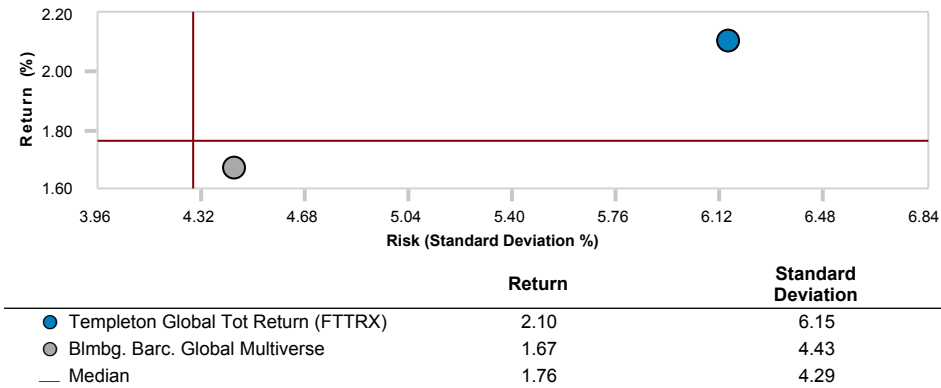 2.20
2.00
1.80
1.60
Return (%)
3.96 4.32 4.68 5.04 5.40 5.76 6.12 6.48 6.84
Risk (Standard Deviation %)
Return Standard Deviation
Templeton Global Tot Return (FTTRX) 2.10 6.15
Blmbg. Barc. Global Multiverse 1.67 4.43
Median 1.76 4.29